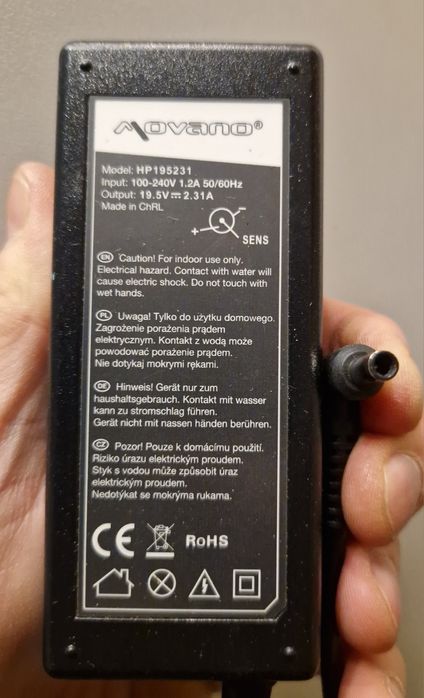 movano®
Model: HP195231
Input: 100-240V 1.2A 50/60Hz
Output: 19.5V⎓2.31A
Made in ChRL
+ -
SENS
EN Caution! For indoor use only.
Electrical hazard. Contact with water will
cause electric shock. Do not touch with
wet hands.
PL Uwaga! Tylko do użytku domowego.
Zagrożenie porażenia prądem
elektrycznym. Kontakt z wodą może
powodować porażenie prądem.
Nie dotykaj mokrymi rękami.
DE Hinweis! Gerät nur zum
haushaltsgebrauch. Kontakt mit wasser
kann zu stromschlag führen.
Gerät nicht mit nassen händen berühren.
CZ Pozor! Pouze k domácímu použití.
Riziko úrazu elektrickým proudem.
Styk s vodou může způsobit úraz
elektrickým proudem.
Nedotýkat se mokrýma rukama.
CE RoHS